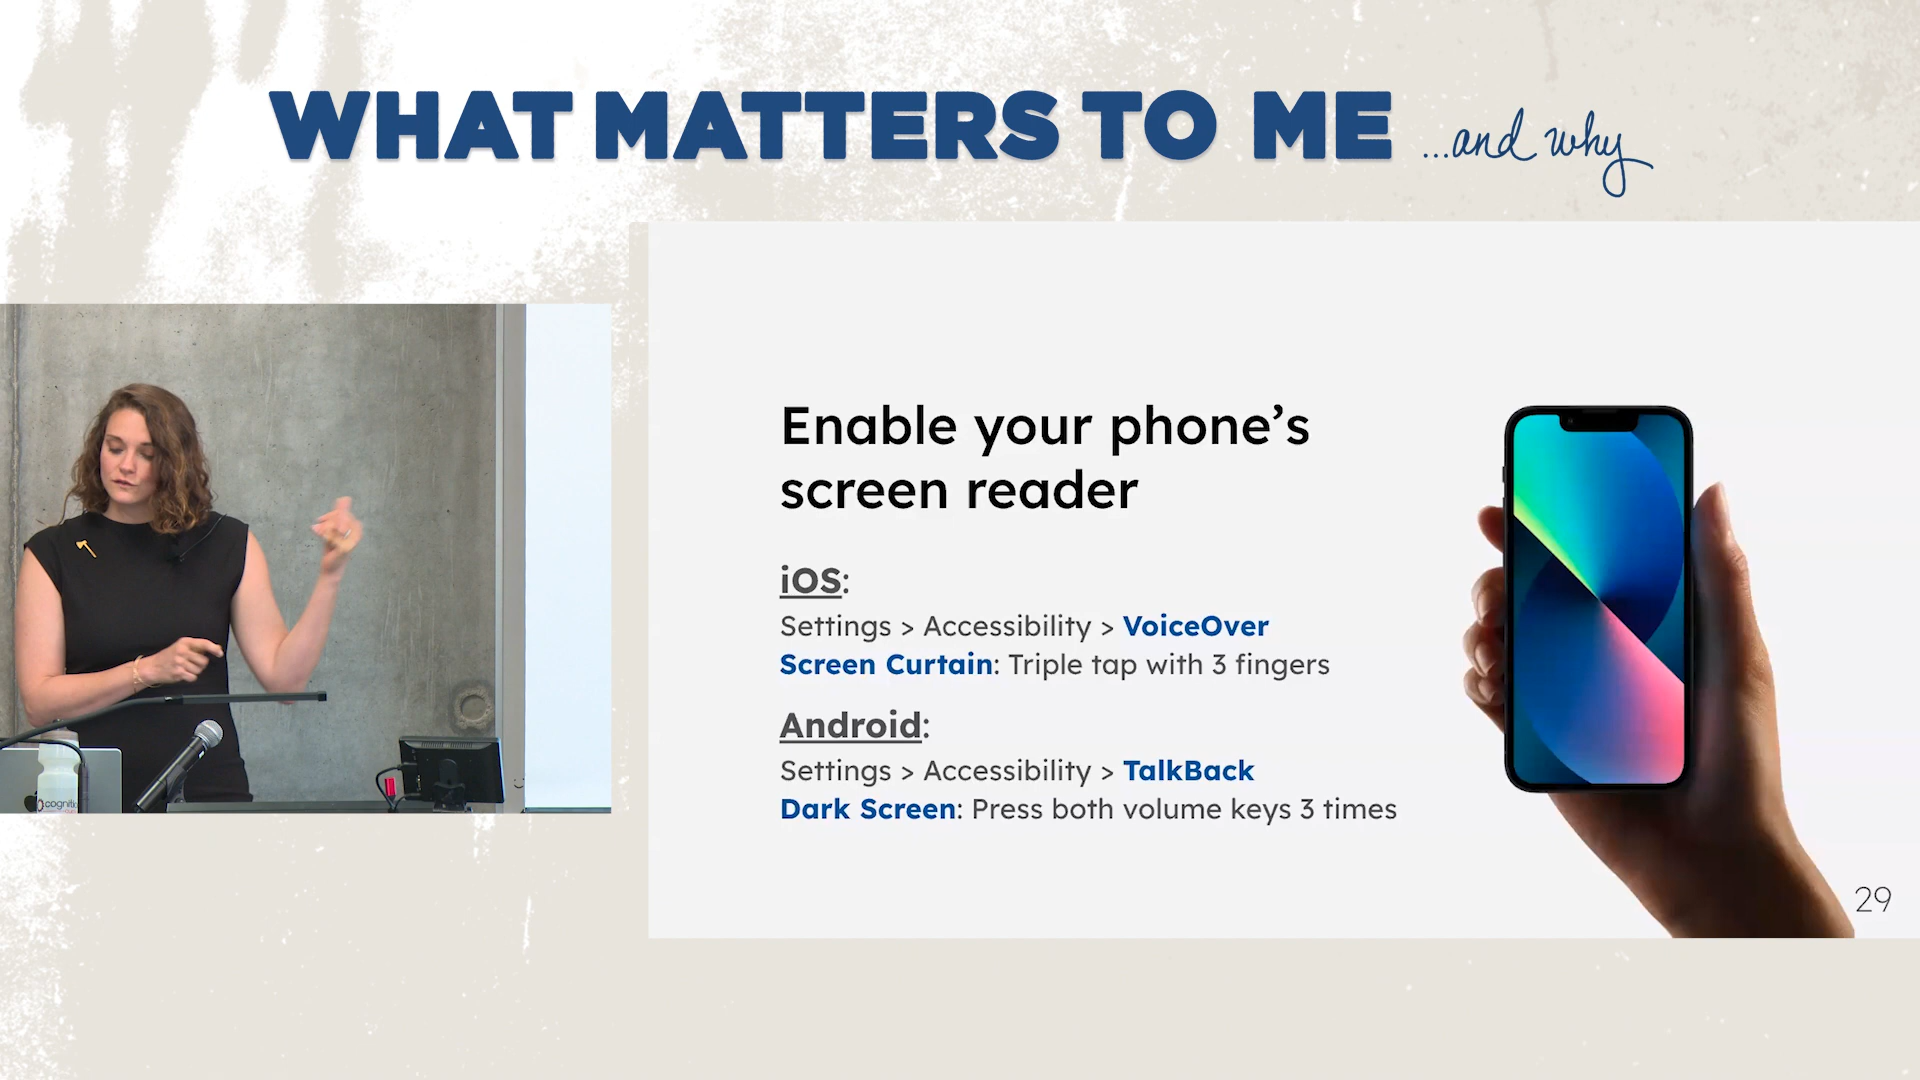 WHAT MATTERS TO ME ...and why
Enable your phone’s
screen reader
iOS:
Settings > Accessibility > VoiceOver
Screen Curtain: Triple tap with 3 fingers
Android:
Settings > Accessibility > TalkBack
Dark Screen: Press both volume keys 3 times
29